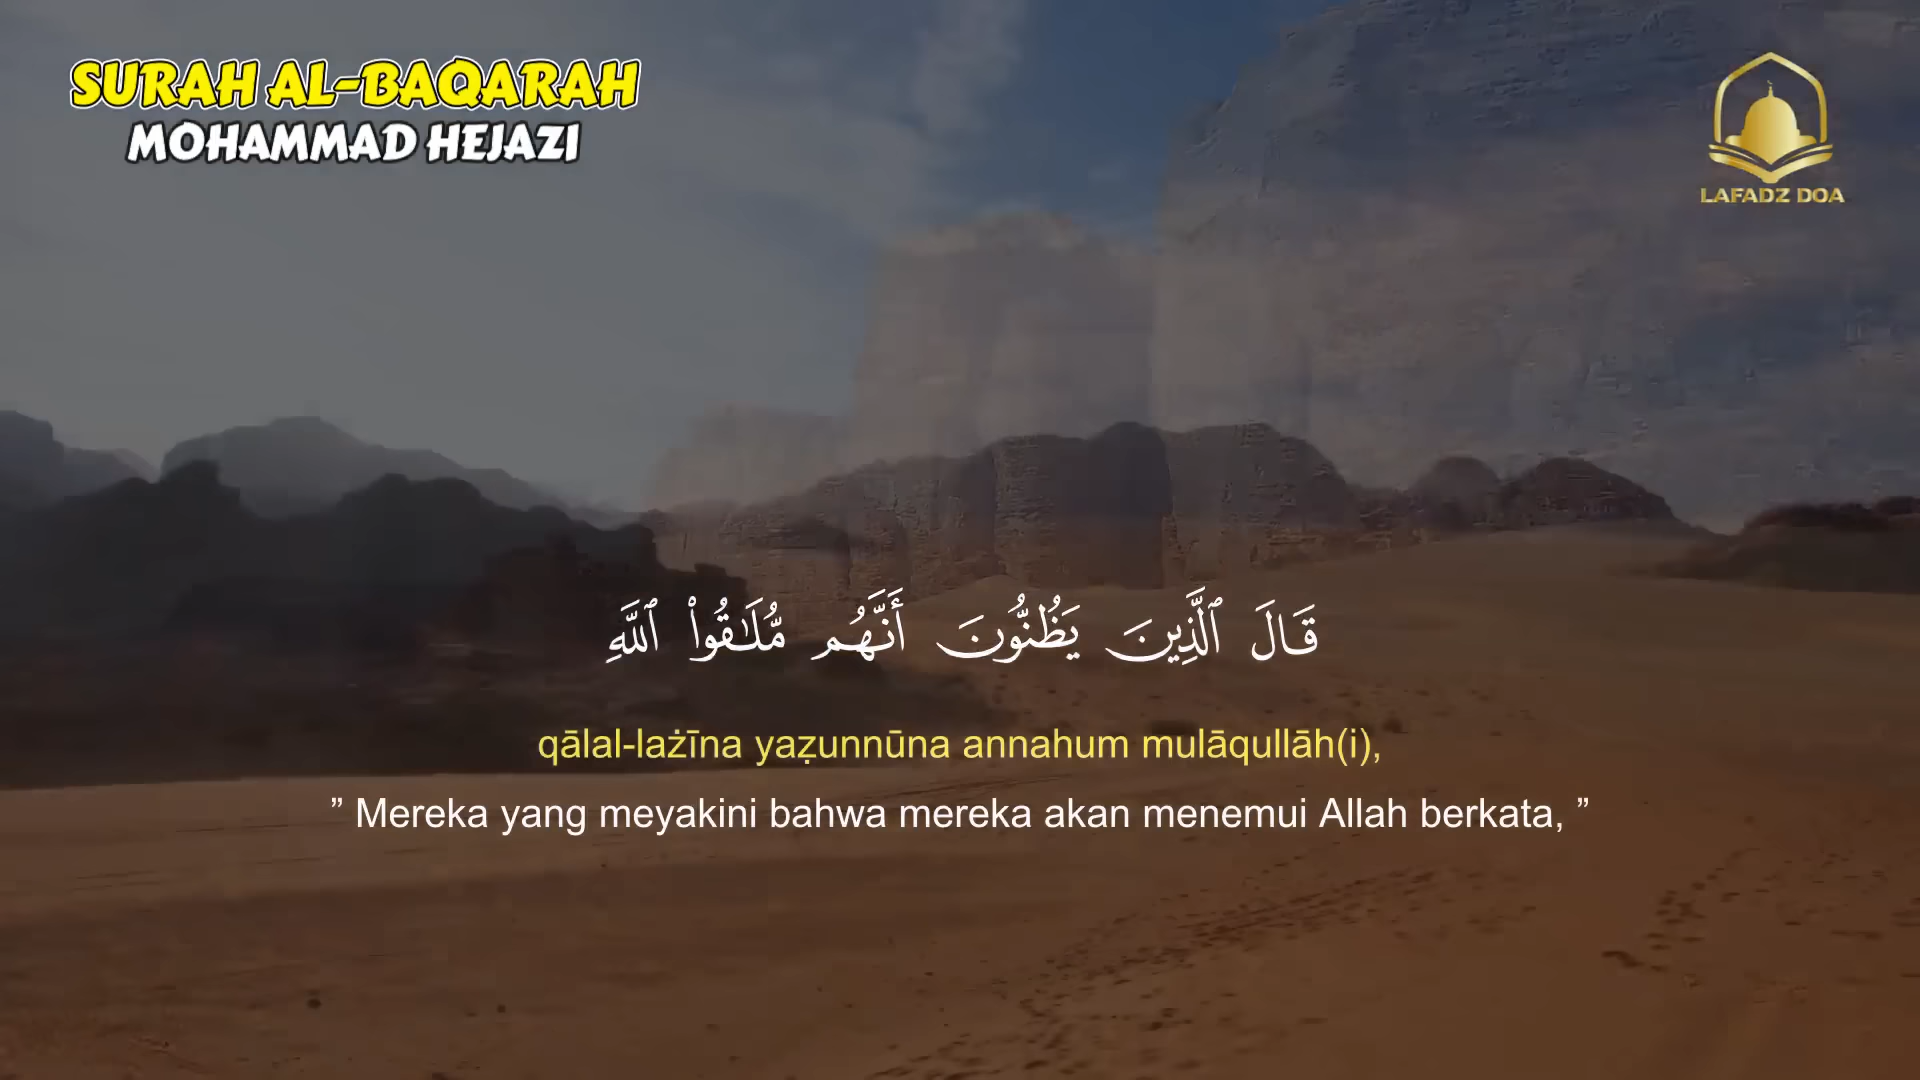 SURAH AL-BAQARAH
MOHAMMAD HEJAZI
LAFADZ DOA
قَالَ ٱلَّذِينَ يَظُنُّونَ أَنَّهُم مُّلَـٰقُوا۟ ٱللَّهِ
qālal-lażīna yaẓunnūna annahum mulāqullāh(i),
” Mereka yang meyakini bahwa mereka akan menemui Allah berkata, ”